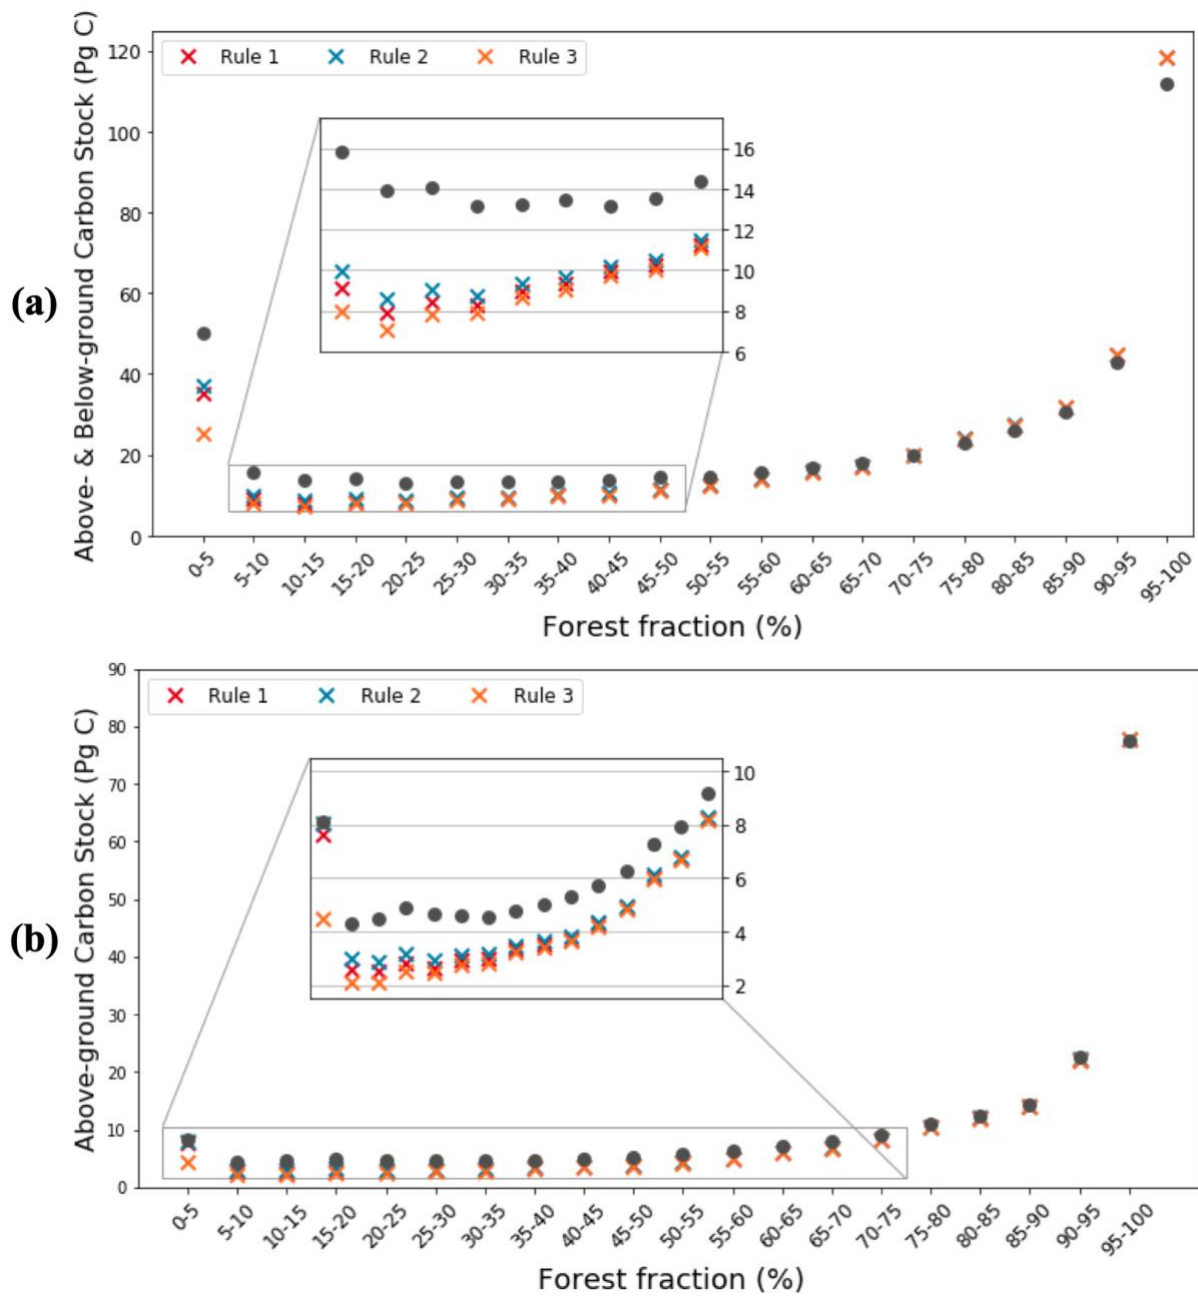 (a)
Above- & Below-ground Carbon Stock (Pg C)
120
100
80
60
40
20
0
Rule 1 Rule 2 Rule 3
16
14
12
10
8
6
0-5 5-10 10-15 15-20 20-25 25-30 30-35 35-40 40-45 45-50 50-55 55-60 60-65 65-70 70-75 75-80 80-85 85-90 90-95 95-100
Forest fraction (%)
(b)
Above-ground Carbon Stock (Pg C)
90
80
70
60
50
40
30
20
10
0
Rule 1 Rule 2 Rule 3
10
8
6
4
2
0-5 5-10 10-15 15-20 20-25 25-30 30-35 35-40 40-45 45-50 50-55 55-60 60-65 65-70 70-75 75-80 80-85 85-90 90-95 95-100
Forest fraction (%)